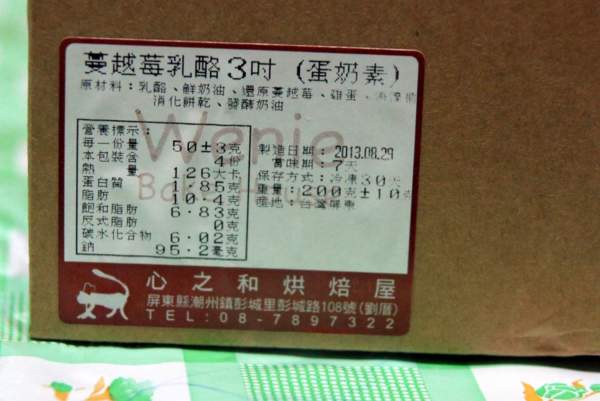 蔓越莓乳酪3吋 (蛋奶素)
原材料：乳酪、鮮奶油、還原蔓越莓、雞蛋、
消化餅乾、發酵奶油
Wenie
營養標示：
每一份量 50±3克
本包裝含 4份
熱量 126大卡
蛋白質 1.85克
脂肪 10.4克
飽和脂肪 6.83克
反式脂肪 0克
碳水化合物 6.02克
鈉 95.2毫克
製造日期：2013.08.29
賞味期：7天
保存方式：冷凍30天
重量：200克±10克
產地：台灣屏東
心之和烘焙屋
屏東縣潮州鎮彭城里彭城路108號(劉厝)
TEL:08-7897322